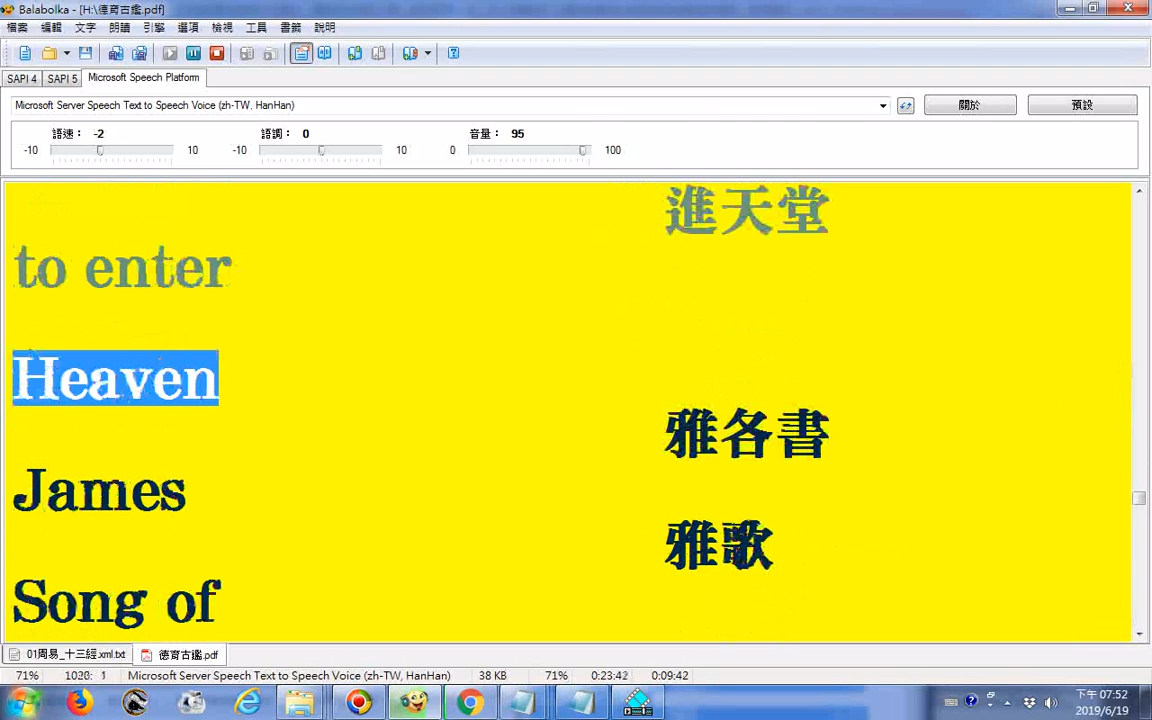 Balabolka - [H:\德育古鑑.pdf]
檔案 編輯 文字 朗讀 引擎 選項 檢視 工具 書籤 說明
SAPI 4 SAPI 5 Microsoft Speech Platform
Microsoft Server Speech Text to Speech Voice (zh-TW, HanHan) 關於 預設
語速： -2 語調： 0 音量： 95
-10 10 -10 10 0 100
進天堂
to enter
Heaven
雅各書
James
雅歌
Song of
01周易_十三經.xml.txt 德育古鑑.pdf
71% 1020: 1 Microsoft Server Speech Text to Speech Voice (zh-TW, HanHan) 38 KB 71% 0:23:42 0:09:42
下午 07:52
2019/6/19